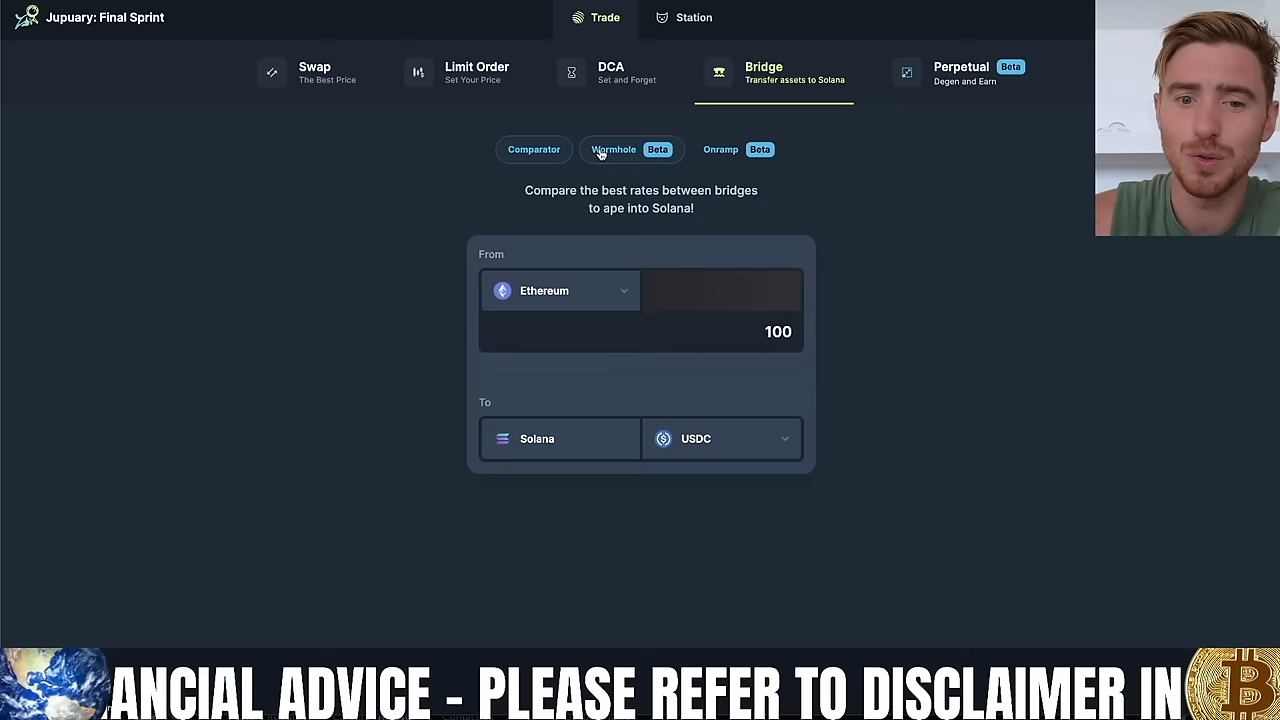 Jupuary: Final Sprint
Trade
Station
Swap
The Best Price
Limit Order
Set Your Price
DCA
Set and Forget
Bridge
Transfer assets to Solana
Perpetual Beta
Degen and Earn
Comparator
Wormhole Beta
Onramp Beta
Compare the best rates between bridges
to ape into Solana!
From
Ethereum
100
To
Solana
USDC
ANCIAL ADVICE - PLEASE REFER TO DISCLAIMER IN